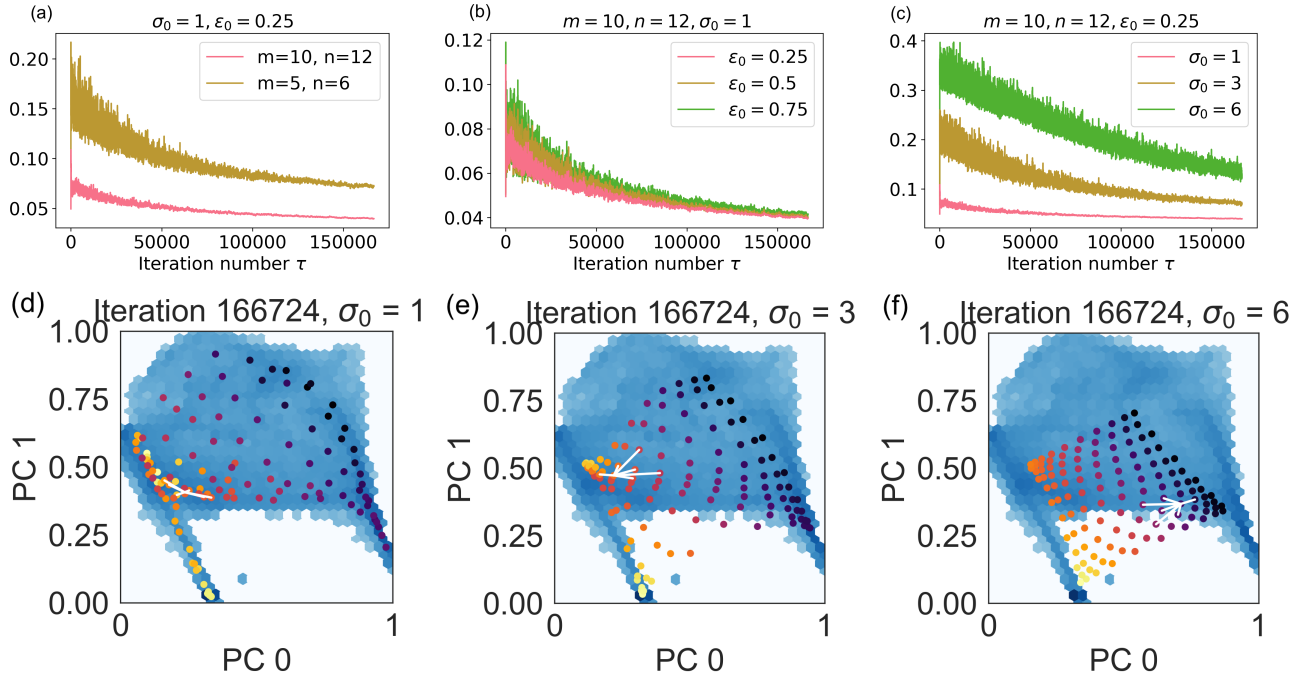 (a)
σ₀ = 1, ε₀ = 0.25
0.20
0.15
0.10
0.05
m=10, n=12
m=5, n=6
0 50000 100000 150000
Iteration number τ
(b)
m = 10, n = 12, σ₀ = 1
0.12
0.10
0.08
0.06
0.04
ε₀ = 0.25
ε₀ = 0.5
ε₀ = 0.75
0 50000 100000 150000
Iteration number τ
(c)
m = 10, n = 12, ε₀ = 0.25
0.4
0.3
0.2
0.1
σ₀ = 1
σ₀ = 3
σ₀ = 6
0 50000 100000 150000
Iteration number τ
(d)
Iteration 166724, σ₀ = 1
1.00
0.75
0.50
0.25
0.00
PC 1
0 1
PC 0
(e)
Iteration 166724, σ₀ = 3
1.00
0.75
0.50
0.25
0.00
PC 1
0 1
PC 0
(f)
Iteration 166724, σ₀ = 6
1.00
0.75
0.50
0.25
0.00
PC 1
0 1
PC 0